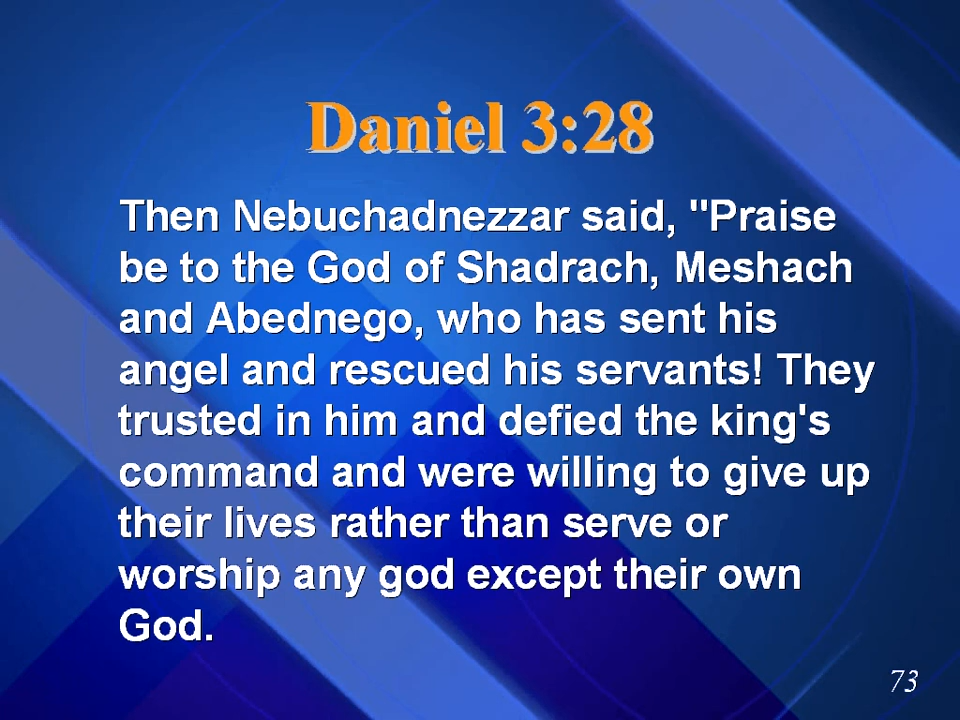 Daniel 3:28
Then Nebuchadnezzar said, "Praise
be to the God of Shadrach, Meshach
and Abednego, who has sent his
angel and rescued his servants! They
trusted in him and defied the king's
command and were willing to give up
their lives rather than serve or
worship any god except their own
God.
73